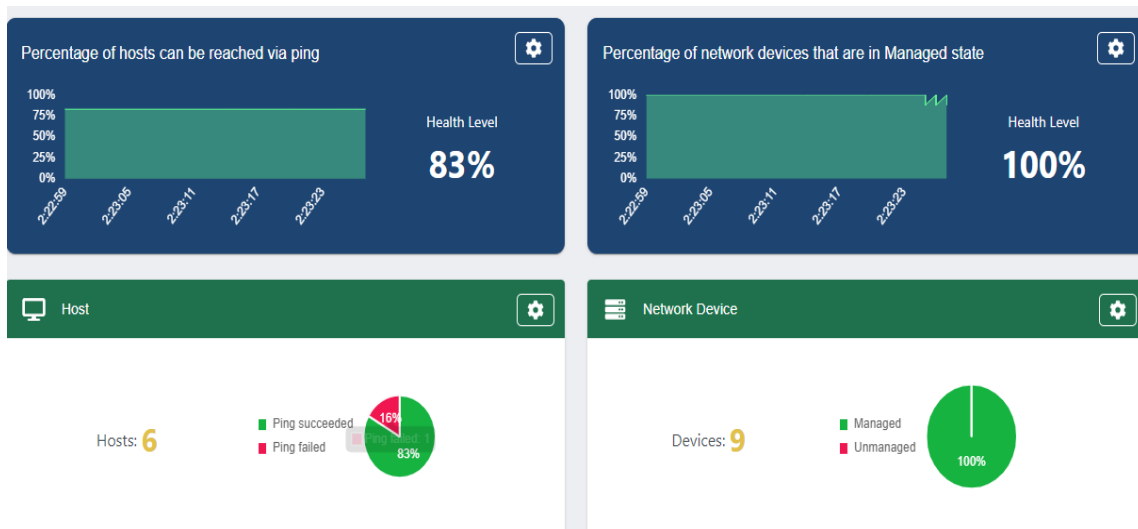 Percentage of hosts can be reached via ping
100%
75%
50%
25%
0%
2:22:59
2:23:05
2:23:11
2:23:17
2:23:23
Health Level
83%
Percentage of network devices that are in Managed state
100%
75%
50%
25%
0%
2:22:59
2:23:05
2:23:11
2:23:17
2:23:23
Health Level
100%
Host
Hosts: 6
Ping succeeded
Ping failed
16%
Ping failed: 1
83%
Network Device
Devices: 9
Managed
Unmanaged
100%